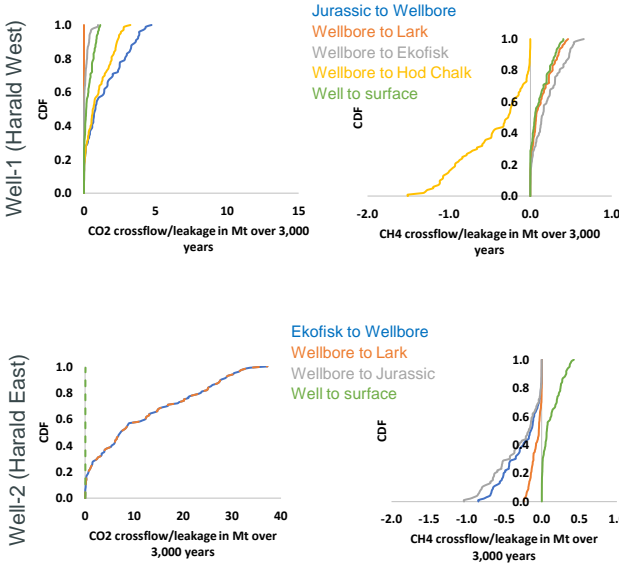 Well-1 (Harald West)
1.0
0.8
0.6
0.4
0.2
0.0
CDF
0 5 10 15
CO2 crossflow/leakage in Mt over 3,000
years
Jurassic to Wellbore
Wellbore to Lark
Wellbore to Ekofisk
Wellbore to Hod Chalk
Well to surface
CDF
1.0
0.8
0.6
0.4
0.2
0.0
-2.0 -1.0 0.0 1.0
CH4 crossflow/leakage in Mt over 3,000
years
Well-2 (Harald East)
1.0
0.8
0.6
0.4
0.2
0.0
CDF
0 10 20 30 40
CO2 crossflow/leakage in Mt over
3,000 years
Ekofisk to Wellbore
Wellbore to Lark
Wellbore to Jurassic
Well to surface
CDF
1.0
0.8
0.6
0.4
0.2
0.0
-2.0 -1.5 -1.0 -0.5 0.0 0.5
CH4 crossflow/leakage in Mt over
3,000 years